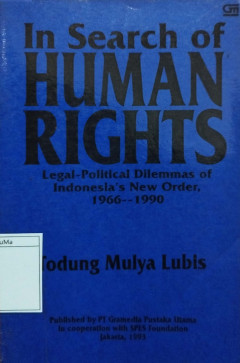 In Search of
HUMAN
RIGHTS
Legal-Political Dilemmas of
Indonesia's New Order,
1966--1990
Todung Mulya Lubis
uMa
Published by PT Gramedia Pustaka Utama
in cooperation with SPES Foundation
Jakarta, 1993